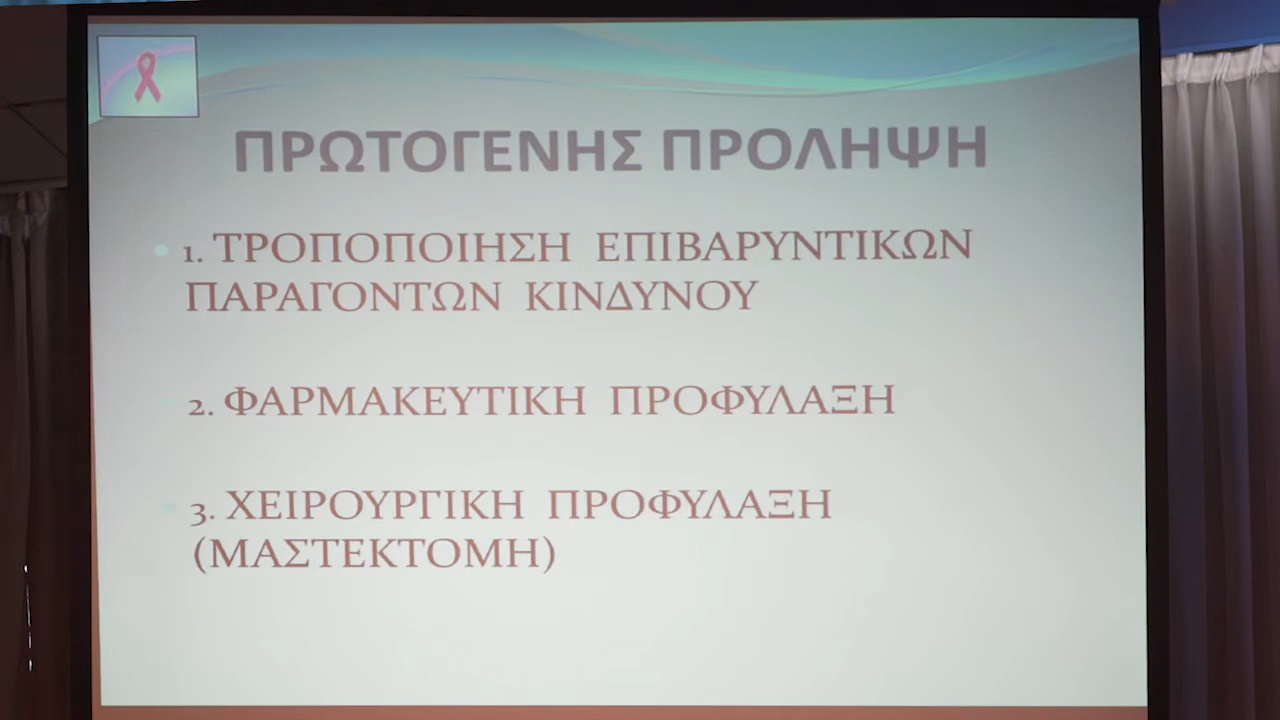 ΠΡΩΤΟΓΕΝΗΣ ΠΡΟΛΗΨΗ
1. ΤΡΟΠΟΠΟΙΗΣΗ ΕΠΙΒΑΡΥΝΤΙΚΩΝ
ΠΑΡΑΓΟΝΤΩΝ ΚΙΝΔΥΝΟΥ
2. ΦΑΡΜΑΚΕΥΤΙΚΗ ΠΡΟΦΥΛΑΞΗ
3. ΧΕΙΡΟΥΡΓΙΚΗ ΠΡΟΦΥΛΑΞΗ
(ΜΑΣΤΕΚΤΟΜΗ)